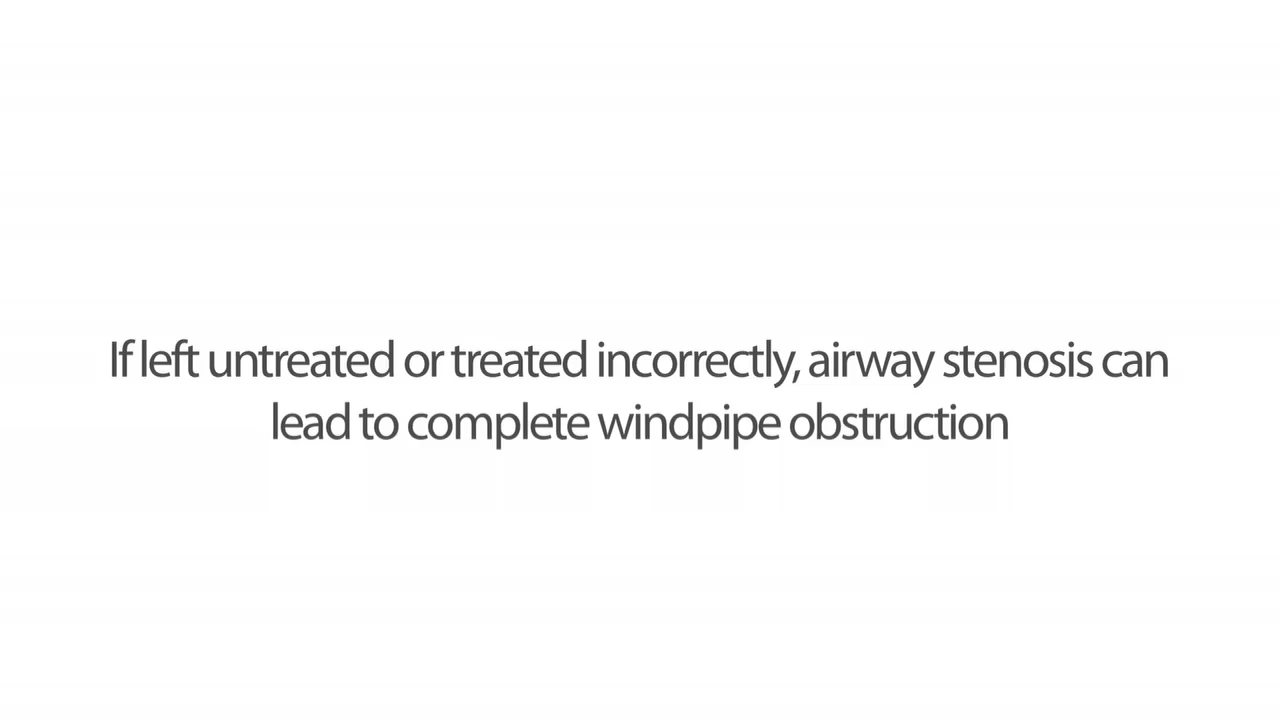 If left untreated or treated incorrectly, airway stenosis can
lead to complete windpipe obstruction